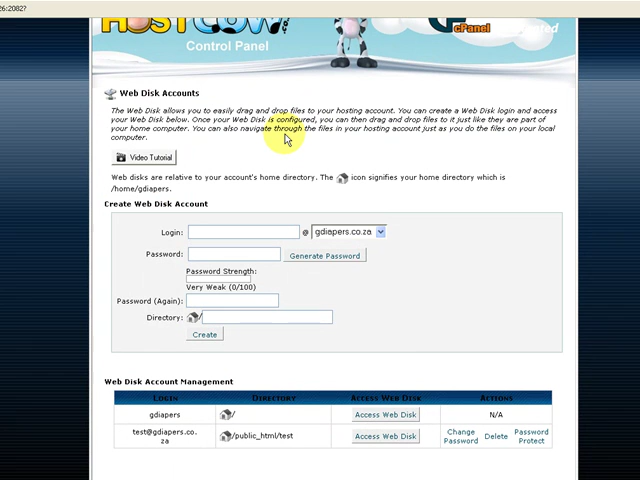 26:2082?
HOSTCOW
cPanel
Control Panel
Web Disk Accounts
The Web Disk allows you to easily drag and drop files to your hosting account. You can create a Web Disk login and access
your Web Disk below. Once your Web Disk is configured, you can then drag and drop files to it just like they are part of
your home computer. You can also navigate through the files in your hosting account just as you do the files on your local
computer.
Video Tutorial
Web disks are relative to your account's home directory. The icon signifies your home directory which is
/home/gdiapers.
Create Web Disk Account
Login: @ gdiapers.co.za
Password: Generate Password
Password Strength:
Very Weak (0/100)
Password (Again):
Directory: /
Create
Web Disk Account Management
Login Directory Access Web Disk Actions
gdiapers / Access Web Disk N/A
test@gdiapers.co.
za
/public_html/test
Access Web Disk
Change
Password
Delete
Password
Protect